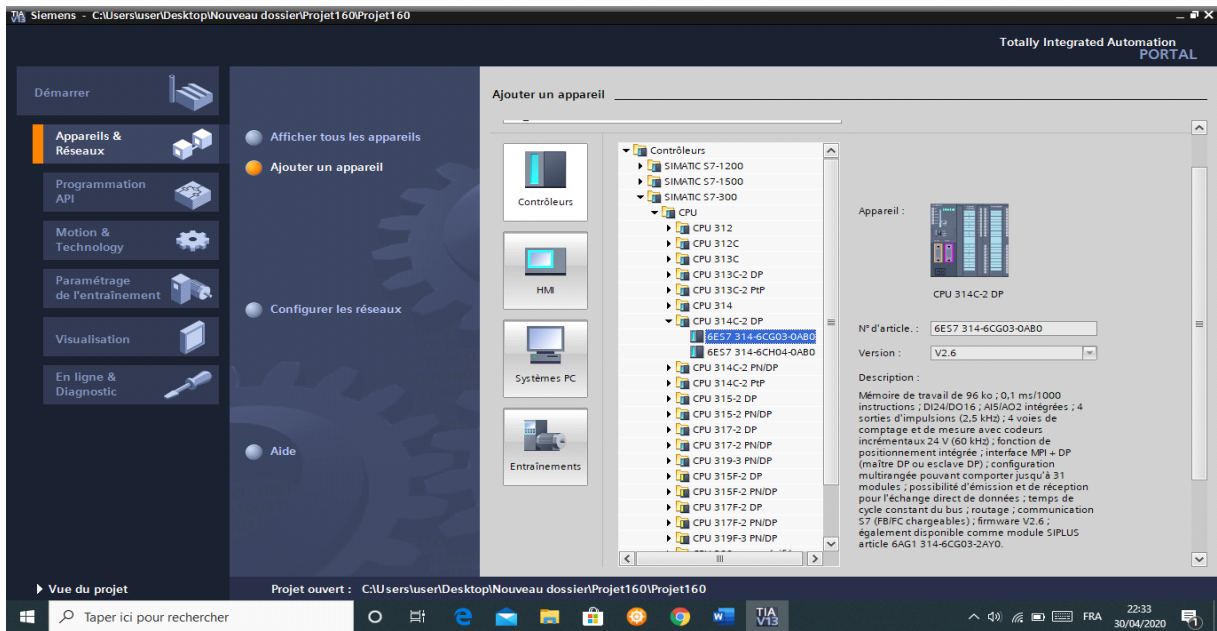 Siemens - C:\Users\user\Desktop\Nouveau dossier\Projet160\Projet160
Totally Integrated Automation
PORTAL
Démarrer
Appareils &
Réseaux
Programmation
API
Motion &
Technology
Paramétrage
de l'entraînement
Visualisation
En ligne &
Diagnostic
Afficher tous les appareils
Ajouter un appareil
Configurer les réseaux
Aide
Ajouter un appareil
Contrôleurs
HMI
Systèmes PC
Entraînements
Contrôleurs
SIMATIC S7-1200
SIMATIC S7-1500
SIMATIC S7-300
CPU
CPU 312
CPU 312C
CPU 313C
CPU 313C-2 DP
CPU 313C-2 PtP
CPU 314
CPU 314C-2 DP
6ES7 314-6CG03-0AB0
6ES7 314-6CH04-0AB0
CPU 314C-2 PN/DP
CPU 314C-2 PtP
CPU 315-2 DP
CPU 315-2 PN/DP
CPU 317-2 DP
CPU 317-2 PN/DP
CPU 319-3 PN/DP
CPU 315F-2 DP
CPU 315F-2 PN/DP
CPU 317F-2 DP
CPU 317F-2 PN/DP
CPU 319F-3 PN/DP
Appareil :
CPU 314C-2 DP
N° d'article. : 6ES7 314-6CG03-0AB0
Version : V2.6
Description :
Mémoire de travail de 96 ko ; 0,1 ms/1000
instructions ; DI24/DO16 ; AI5/AO2 intégrées ; 4
sorties d'impulsions (2,5 kHz) ; 4 voies de
comptage et de mesure avec codeurs
incrémentaux 24 V (60 kHz) ; fonction de
positionnement intégrée ; interface MPI + DP
(maître DP ou esclave DP) ; configuration
multirangée pouvant comporter jusqu'à 31
modules ; possibilité d'émission et de réception
pour l'échange direct de données ; temps de
cycle constant du bus ; routage ; communication
S7 (FB/FC chargeables) ; firmware V2.6 ;
également disponible comme module SIPLUS
article 6AG1 314-6CG03-2AY0.
Vue du projet
Projet ouvert : C:\Users\user\Desktop\Nouveau dossier\Projet160\Projet160
Taper ici pour rechercher
TIA
V13
FRA
22:33
30/04/2020